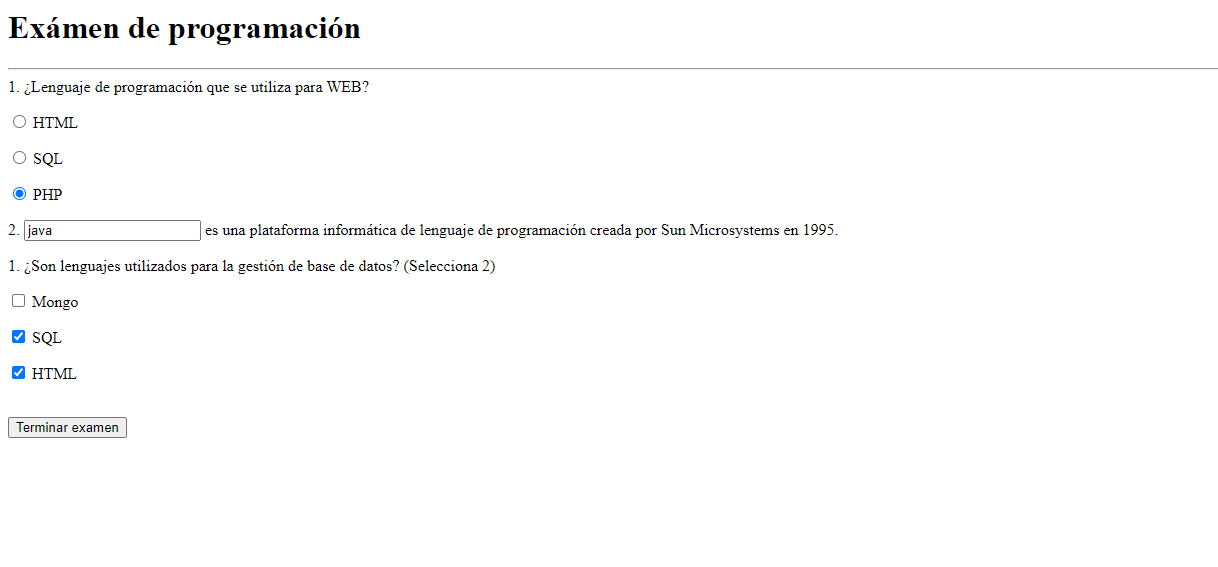 Exámen de programación
1. ¿Lenguaje de programación que se utiliza para WEB?
HTML
SQL
PHP
2. java es una plataforma informática de lenguaje de programación creada por Sun Microsystems en 1995.
1. ¿Son lenguajes utilizados para la gestión de base de datos? (Selecciona 2)
Mongo
SQL
HTML
Terminar examen